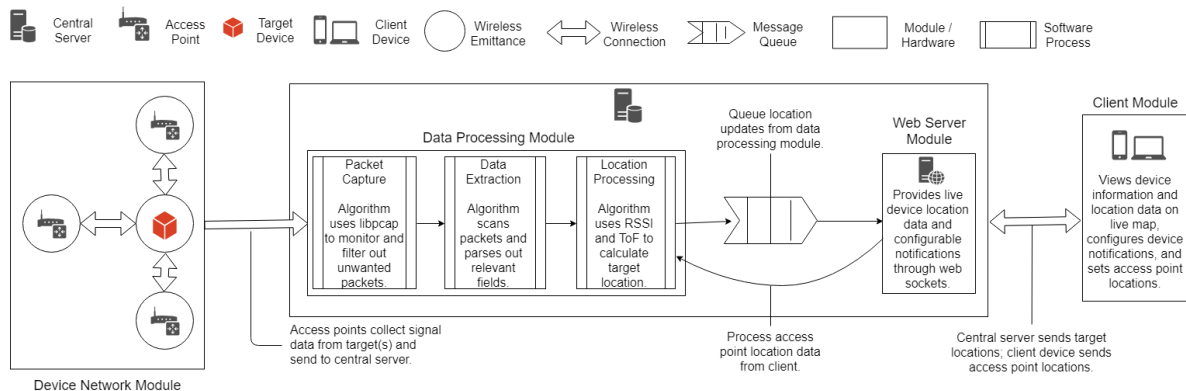 Central
Server
Access
Point
Target
Device
Client
Device
Wireless
Emittance
Wireless
Connection
Message
Queue
Module /
Hardware
Software
Process
Device Network Module
Access points collect signal
data from target(s) and
send to central server.
Data Processing Module
Packet
Capture
Algorithm
uses libpcap
to monitor and
filter out
unwanted
packets.
Data
Extraction
Algorithm
scans
packets and
parses out
relevant
fields.
Location
Processing
Algorithm
uses RSSI
and ToF to
calculate
target
location.
Queue location
updates from data
processing module.
Process access
point location data
from client.
Web Server
Module
Provides live
device location
data and
configurable
notifications
through web
sockets.
Central server sends target
locations; client device sends
access point locations.
Client Module
Views device
information and
location data on
live map,
configures device
notifications, and
sets access point
locations.